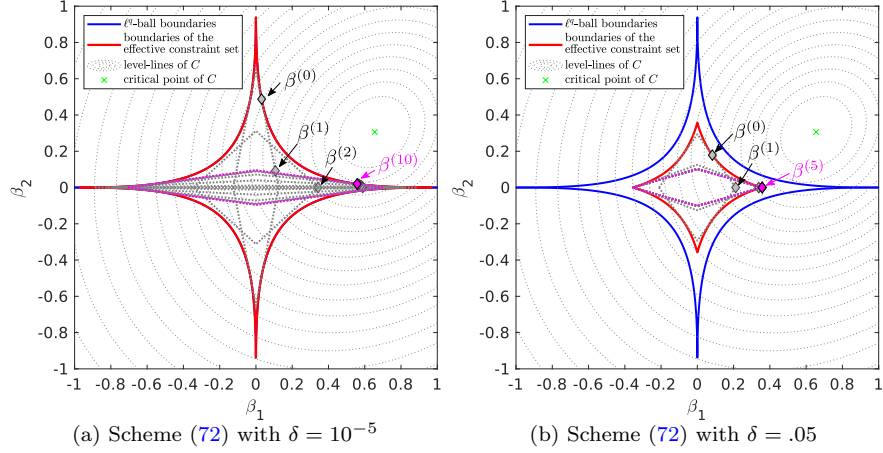 ℓ^q-ball boundaries
boundaries of the
effective constraint set
level-lines of C
critical point of C
β^(0)
β^(1)
β^(2)
β^(10)
1
0.8
0.6
0.4
0.2
0
-0.2
-0.4
-0.6
-0.8
-1
β_2
-1 -0.8 -0.6 -0.4 -0.2 0 0.2 0.4 0.6 0.8 1
β_1
(a) Scheme (72) with δ = 10^−5
ℓ^q-ball boundaries
boundaries of the
effective constraint set
level-lines of C
critical point of C
β^(0)
β^(1)
β^(5)
1
0.8
0.6
0.4
0.2
0
-0.2
-0.4
-0.6
-0.8
-1
β_2
-1 -0.8 -0.6 -0.4 -0.2 0 0.2 0.4 0.6 0.8 1
β_1
(b) Scheme (72) with δ = .05